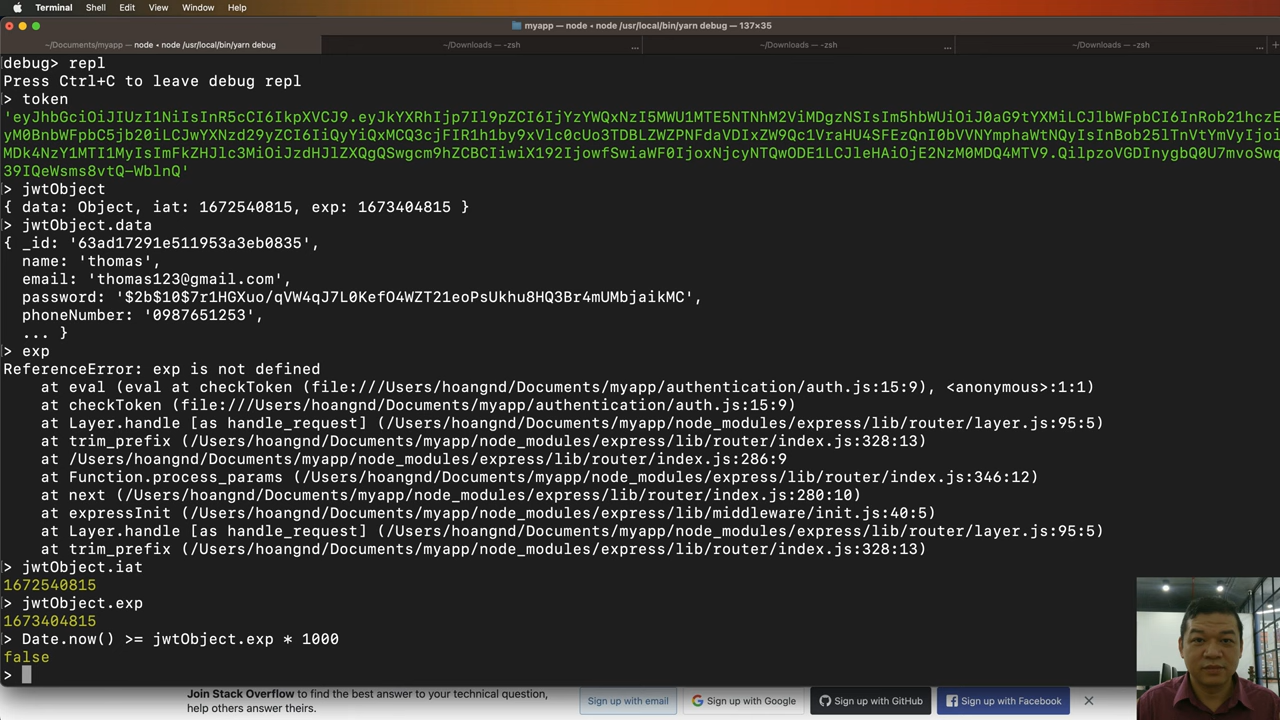 Terminal Shell Edit View Window Help
myapp — node • node /usr/local/bin/yarn debug — 137×35
~/Documents/myapp — node • node /usr/local/bin/yarn debug
~/Downloads — -zsh ...
~/Downloads — -zsh ...
~/Downloads — -zsh ... +
debug> repl
Press Ctrl+C to leave debug repl
> token
'eyJhbGciOiJIUzI1NiIsInR5cCI6IkpXVCJ9.eyJkYXRhIjp7Il9pZCI6IjYzYWQxNzI5MWU1MTE5NTNhM2ViMDgzNSIsIm5hbWUiOiJ0aG9tYXMiLCJlbWFpbCI6InRob21hczE
yM0BnbWFpbC5jb20iLCJwYXNzd29yZCI6IiQyYiQxMCQ3cjFIR1h1by9xVlc0cUo3TDBLZWZPNFdaVDIxZW9Qc1VraHU4SFEzQnI0bVVNYmphaWtNQyIsInBob25lTnVtYmVyIjoi
MDk4NzY1MTI1MyIsImFkZHJlc3MiOiJzdHJlZXQgQSwgcm9hZCBCIiwiX192IjowfSwiaWF0IjoxNjcyNTQwODE1LCJleHAiOjE2NzM0MDQ4MTV9.QilpzoVGDInygbQ0U7mvoSwq
39IQeWsms8vtQ-WblnQ'
> jwtObject
{ data: Object, iat: 1672540815, exp: 1673404815 }
> jwtObject.data
{ _id: '63ad17291e511953a3eb0835',
name: 'thomas',
email: 'thomas123@gmail.com',
password: '$2b$10$7r1HGXuo/qVW4qJ7L0KefO4WZT21eoPsUkhu8HQ3Br4mUMbjaikMC',
phoneNumber: '0987651253',
... }
> exp
ReferenceError: exp is not defined
at eval (eval at checkToken (file:///Users/hoangnd/Documents/myapp/authentication/auth.js:15:9), <anonymous>:1:1)
at checkToken (file:///Users/hoangnd/Documents/myapp/authentication/auth.js:15:9)
at Layer.handle [as handle_request] (/Users/hoangnd/Documents/myapp/node_modules/express/lib/router/layer.js:95:5)
at trim_prefix (/Users/hoangnd/Documents/myapp/node_modules/express/lib/router/index.js:328:13)
at /Users/hoangnd/Documents/myapp/node_modules/express/lib/router/index.js:286:9
at Function.process_params (/Users/hoangnd/Documents/myapp/node_modules/express/lib/router/index.js:346:12)
at next (/Users/hoangnd/Documents/myapp/node_modules/express/lib/router/index.js:280:10)
at expressInit (/Users/hoangnd/Documents/myapp/node_modules/express/lib/middleware/init.js:40:5)
at Layer.handle [as handle_request] (/Users/hoangnd/Documents/myapp/node_modules/express/lib/router/layer.js:95:5)
at trim_prefix (/Users/hoangnd/Documents/myapp/node_modules/express/lib/router/index.js:328:13)
> jwtObject.iat
1672540815
> jwtObject.exp
1673404815
> Date.now() >= jwtObject.exp * 1000
false
>
Join Stack Overflow to find the best answer to your technical question,
help others answer theirs.
Sign up with email
Sign up with Google
Sign up with GitHub
Sign up with Facebook